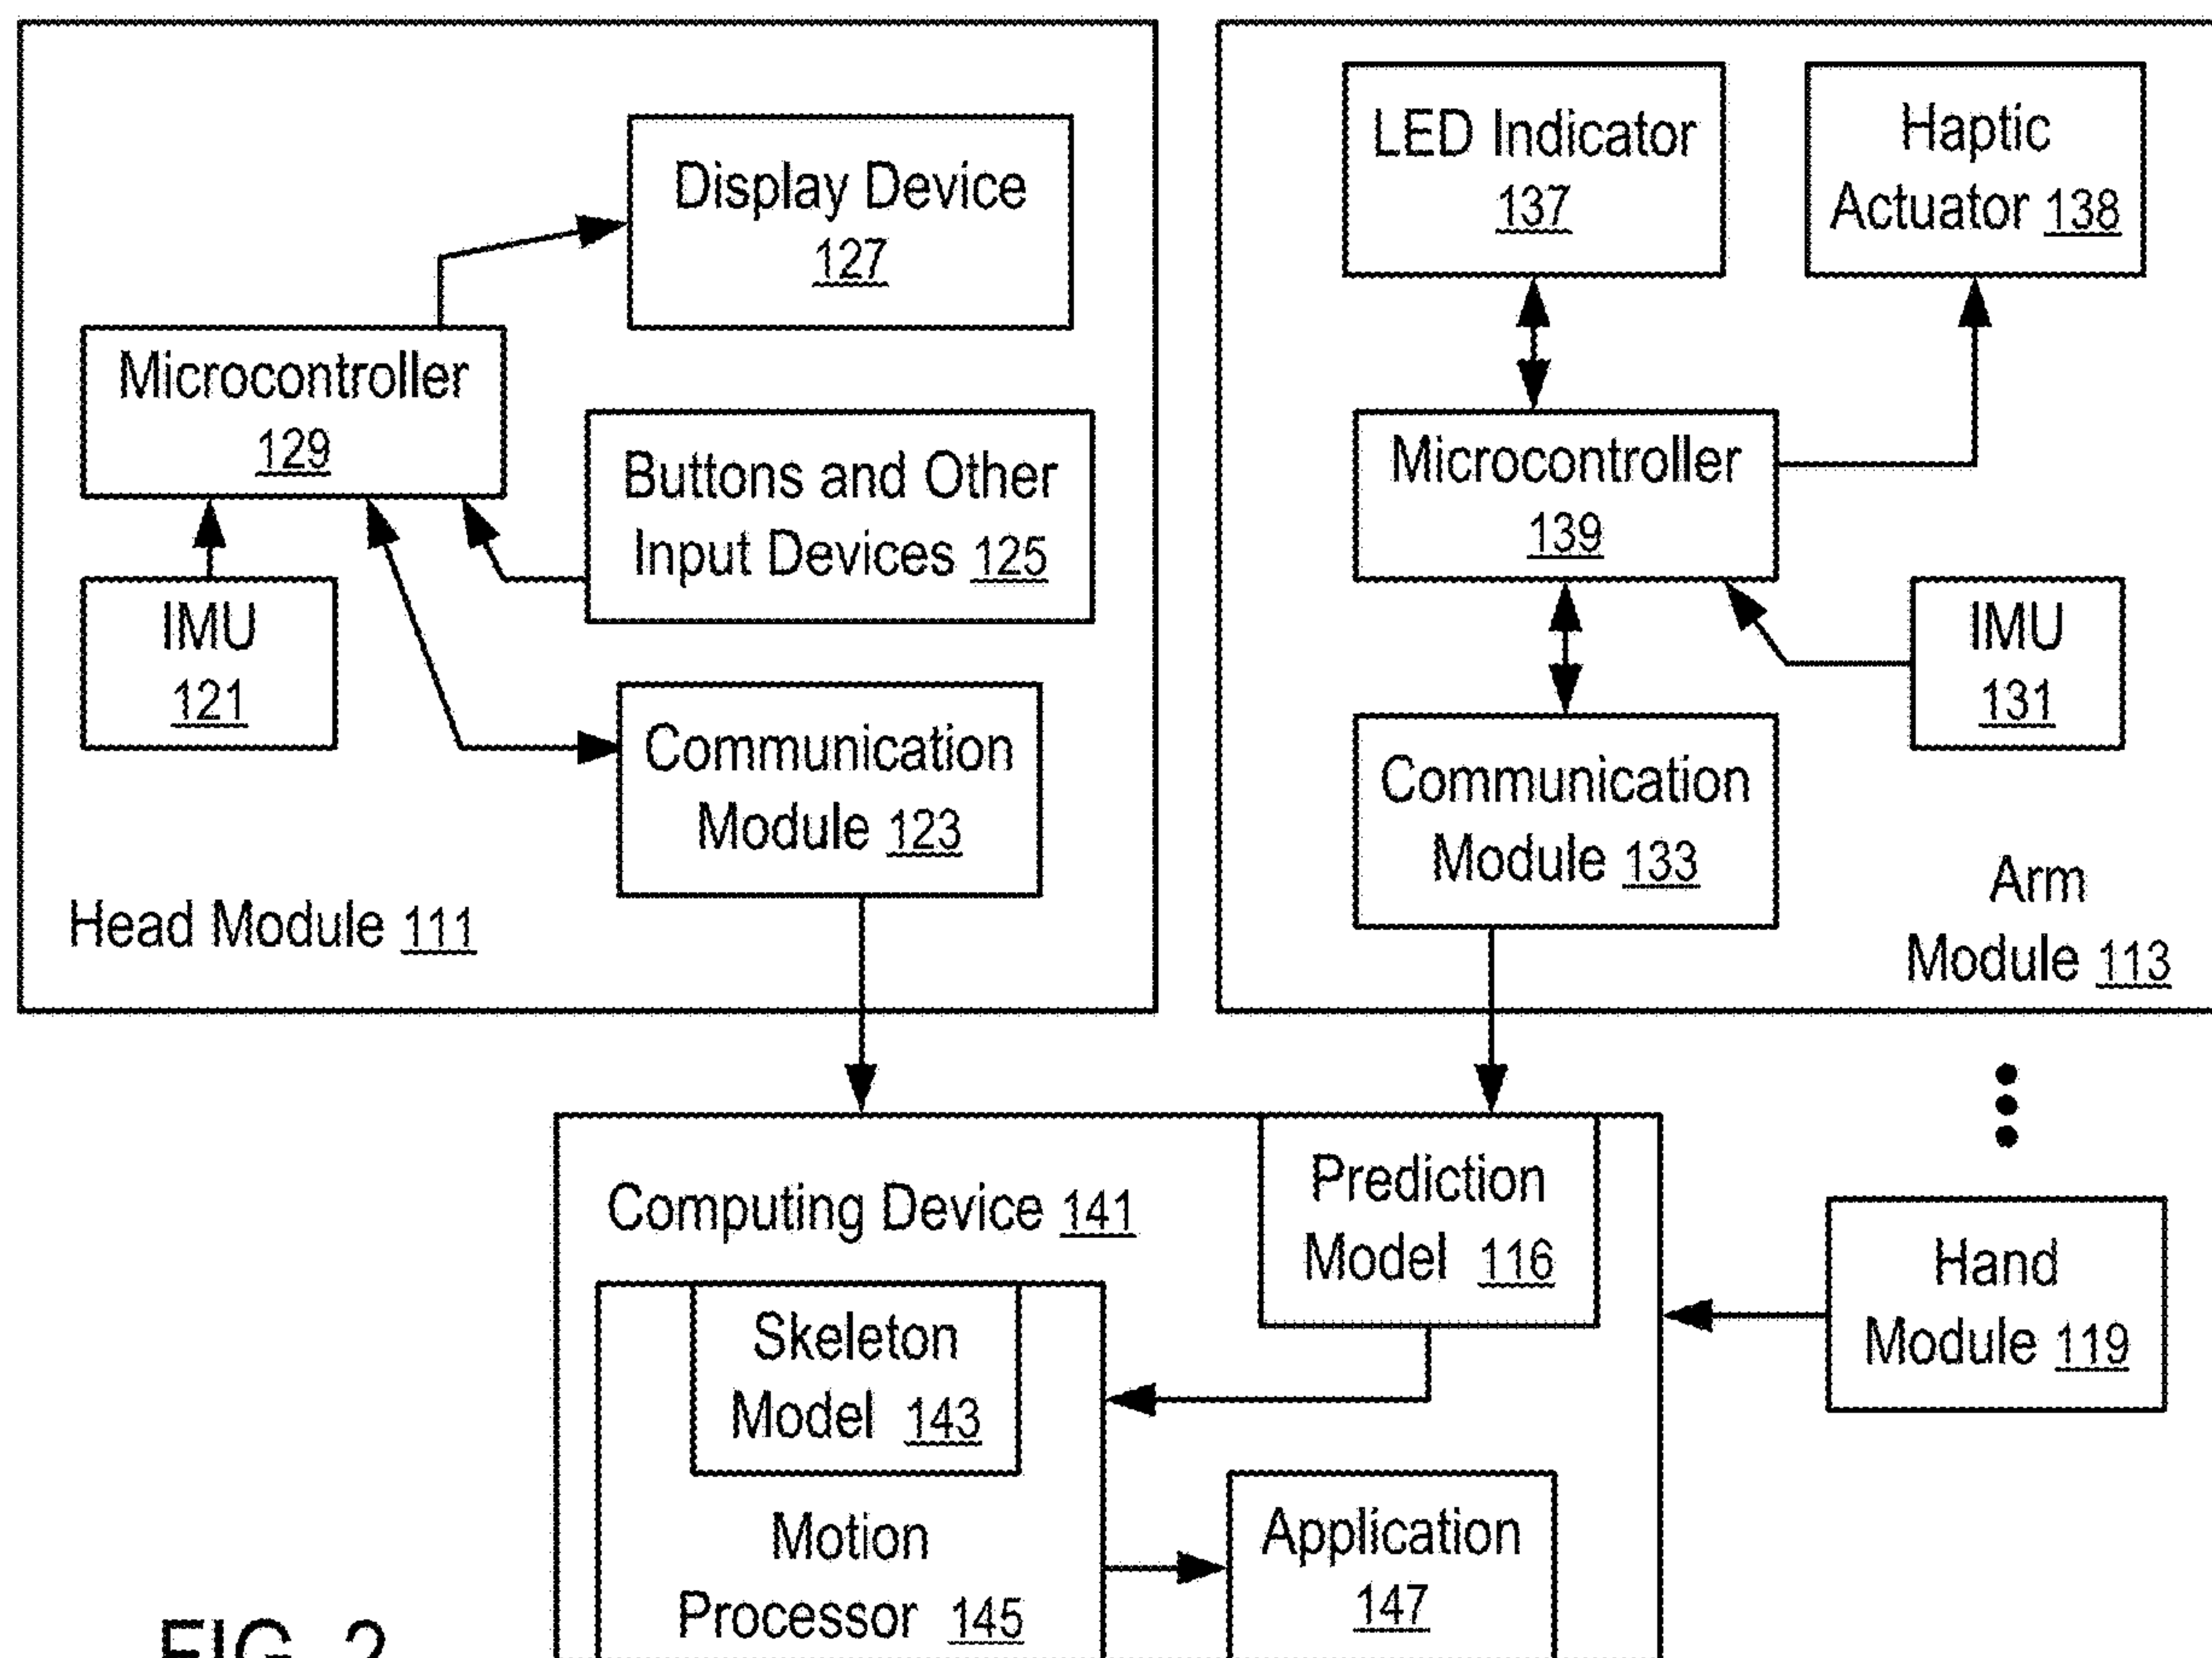 Display Device
127
Microcontroller
129
Buttons and Other
Input Devices 125
IMU
121
Communication
Module 123
Head Module 111
LED Indicator
137
Haptic
Actuator 138
Microcontroller
139
IMU
131
Communication
Module 133
Arm
Module 113
Computing Device 141
Prediction
Model 116
Skeleton
Model 143
Motion
Processor 145
Application
147
Hand
Module 119
FIG. 2